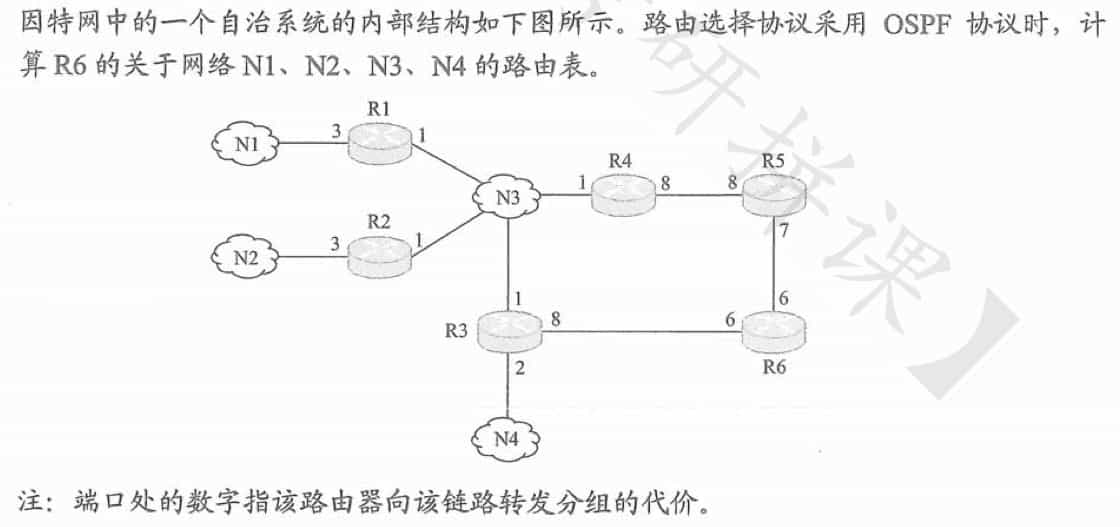 因特网中的一个自治系统的内部结构如下图所示。路由选择协议采用 OSPF 协议时，计
算 R6 的关于网络 N1、N2、N3、N4 的路由表。
R1
N1 3 1
R4 R5
N3 1 8 8
R2
7
N2 3 1
1 6
R3 8 6
2 R6
N4
注：端口处的数字指该路由器向该链路转发分组的代价。
研拼课】